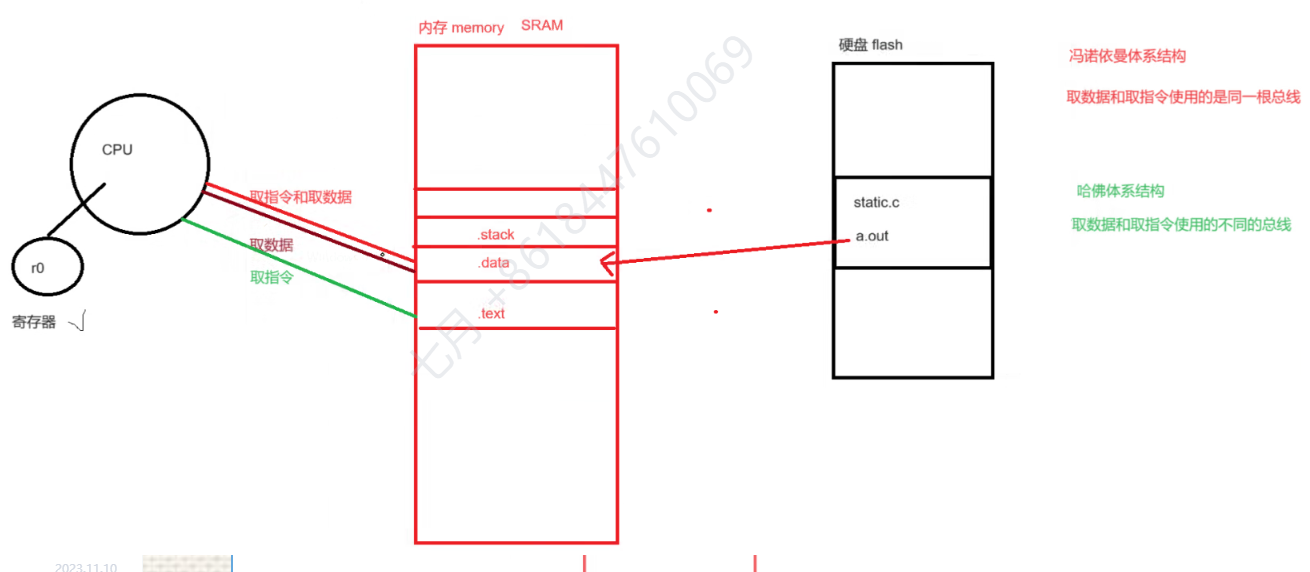 内存 memory SRAM
硬盘 flash
冯诺依曼体系结构
取数据和取指令使用的是同一根总线
CPU
取指令和取数据
哈佛体系结构
static.c
取数据和取指令使用的不同的总线
.stack
a.out
取数据
.data
r0
取指令
.text
寄存器
七月 +8618447610069
2023.11.10